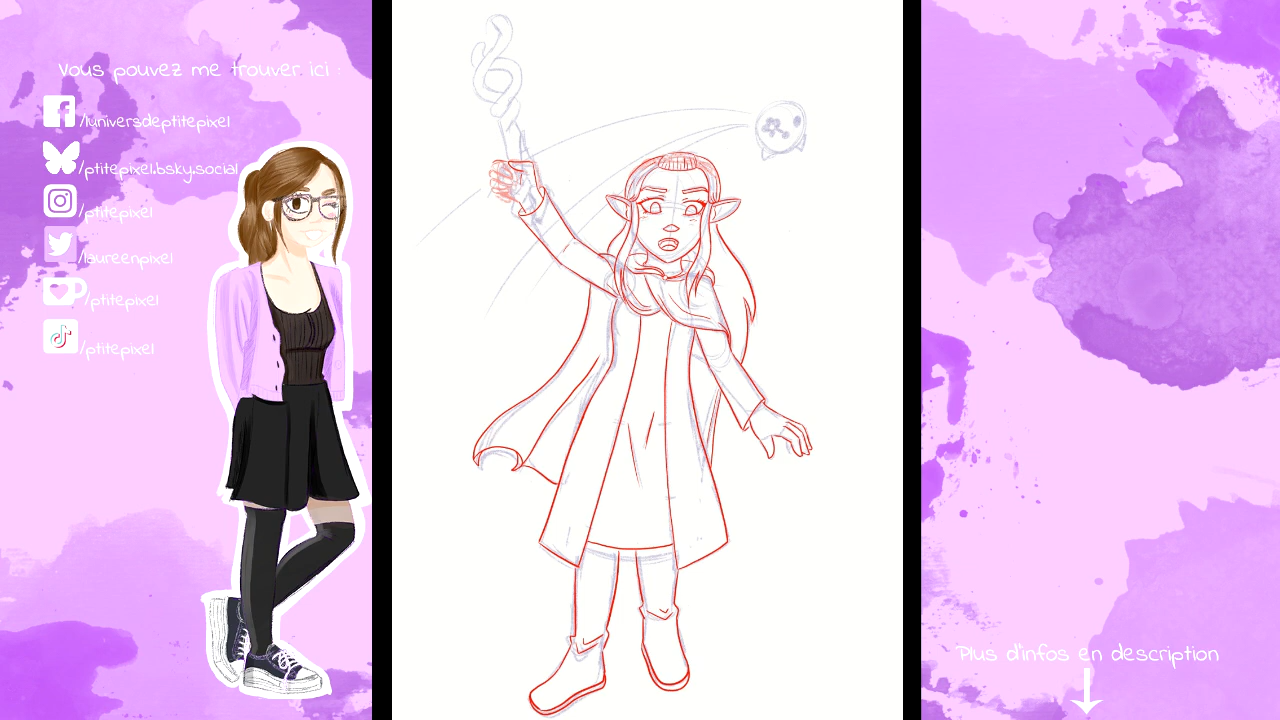 Vous pouvez me trouver ici :
/luniversdeptitepixel
/ptitepixel.bsky.social
/ptitepixel
/laureenpixel
/ptitepixel
/ptitepixel
Plus d'infos en description